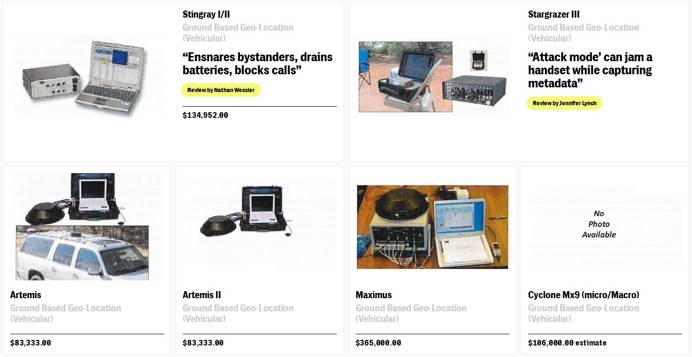 Stingray I/II
Ground Based Geo-Location
(Vehicular)
“Ensnares bystanders, drains
batteries, blocks calls”
Review by Nathan Wessler
$134,952.00
Stargrazer III
Ground Based Geo-Location
(Vehicular)
“‘Attack mode’ can jam a
handset while capturing
metadata”
Review by Jennifer Lynch
Artemis
Ground Based Geo-Location
(Vehicular)
$83,333.00
Artemis II
Ground Based Geo-Location
(Vehicular)
$83,333.00
Maximus
Ground Based Geo-Location
(Vehicular)
$365,000.00
No
Photo
Available
Cyclone Mx9 (micro/Macro)
Ground Based Geo-Location
(Vehicular)
$106,000.00 estimate